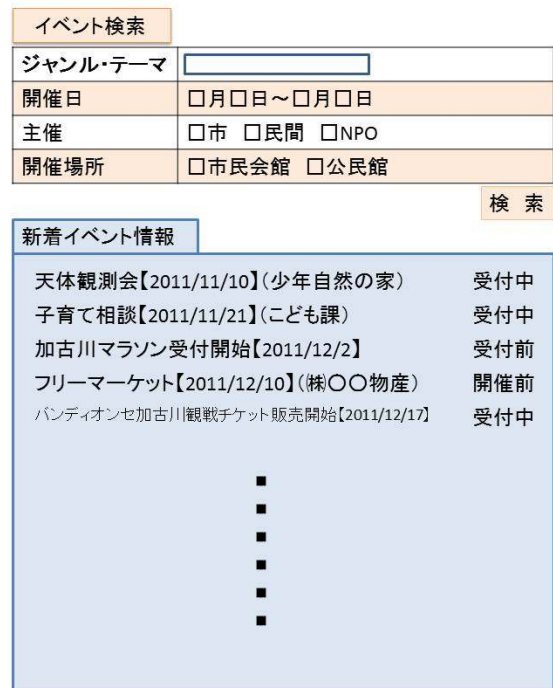 イベント検索
ジャンル・テーマ
開催日 □月□日～□月□日
主催 □市 □民間 □NPO
開催場所 □市民会館 □公民館
検 索
新着イベント情報
天体観測会【2011/11/10】（少年自然の家） 受付中
子育て相談【2011/11/21】（こども課） 受付中
加古川マラソン受付開始【2011/12/2】 受付前
フリーマーケット【2011/12/10】（㈱〇〇物産） 開催前
バンディオンセ加古川観戦チケット販売開始【2011/12/17】 受付中